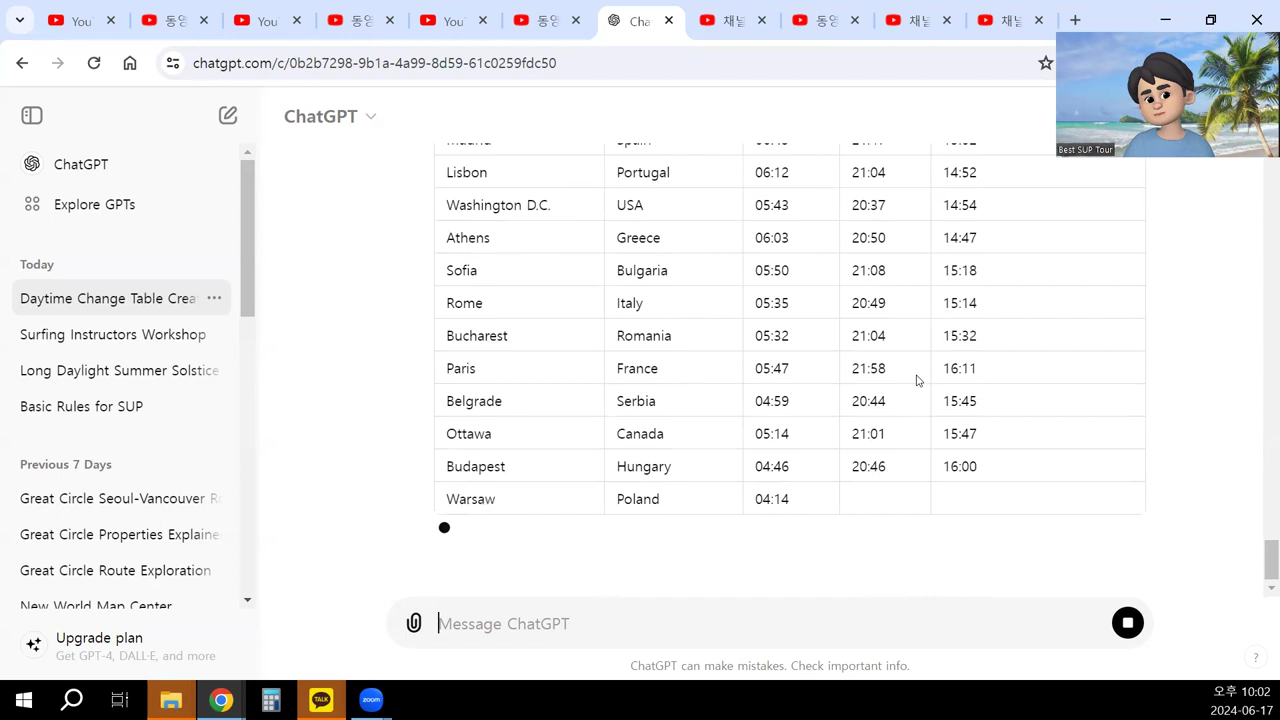 You
동영
You
동영
You
동영
Cha
채널
동영
채널
채널
chatgpt.com/c/0b2b7298-9b1a-4a99-8d59-61c0259fdc50
Best SUP Tour
ChatGPT
ChatGPT
Explore GPTs
Today
Daytime Change Table Crea
Surfing Instructors Workshop
Long Daylight Summer Solstice
Basic Rules for SUP
Previous 7 Days
Great Circle Seoul-Vancouver R
Great Circle Properties Explaine
Great Circle Route Exploration
New World Map Center
Upgrade plan
Get GPT-4, DALL·E, and more
Lisbon Portugal 06:12 21:04 14:52
Washington D.C. USA 05:43 20:37 14:54
Athens Greece 06:03 20:50 14:47
Sofia Bulgaria 05:50 21:08 15:18
Rome Italy 05:35 20:49 15:14
Bucharest Romania 05:32 21:04 15:32
Paris France 05:47 21:58 16:11
Belgrade Serbia 04:59 20:44 15:45
Ottawa Canada 05:14 21:01 15:47
Budapest Hungary 04:46 20:46 16:00
Warsaw Poland 04:14
Message ChatGPT
ChatGPT can make mistakes. Check important info.
?
TALK
zoom
오후 10:02
2024-06-17